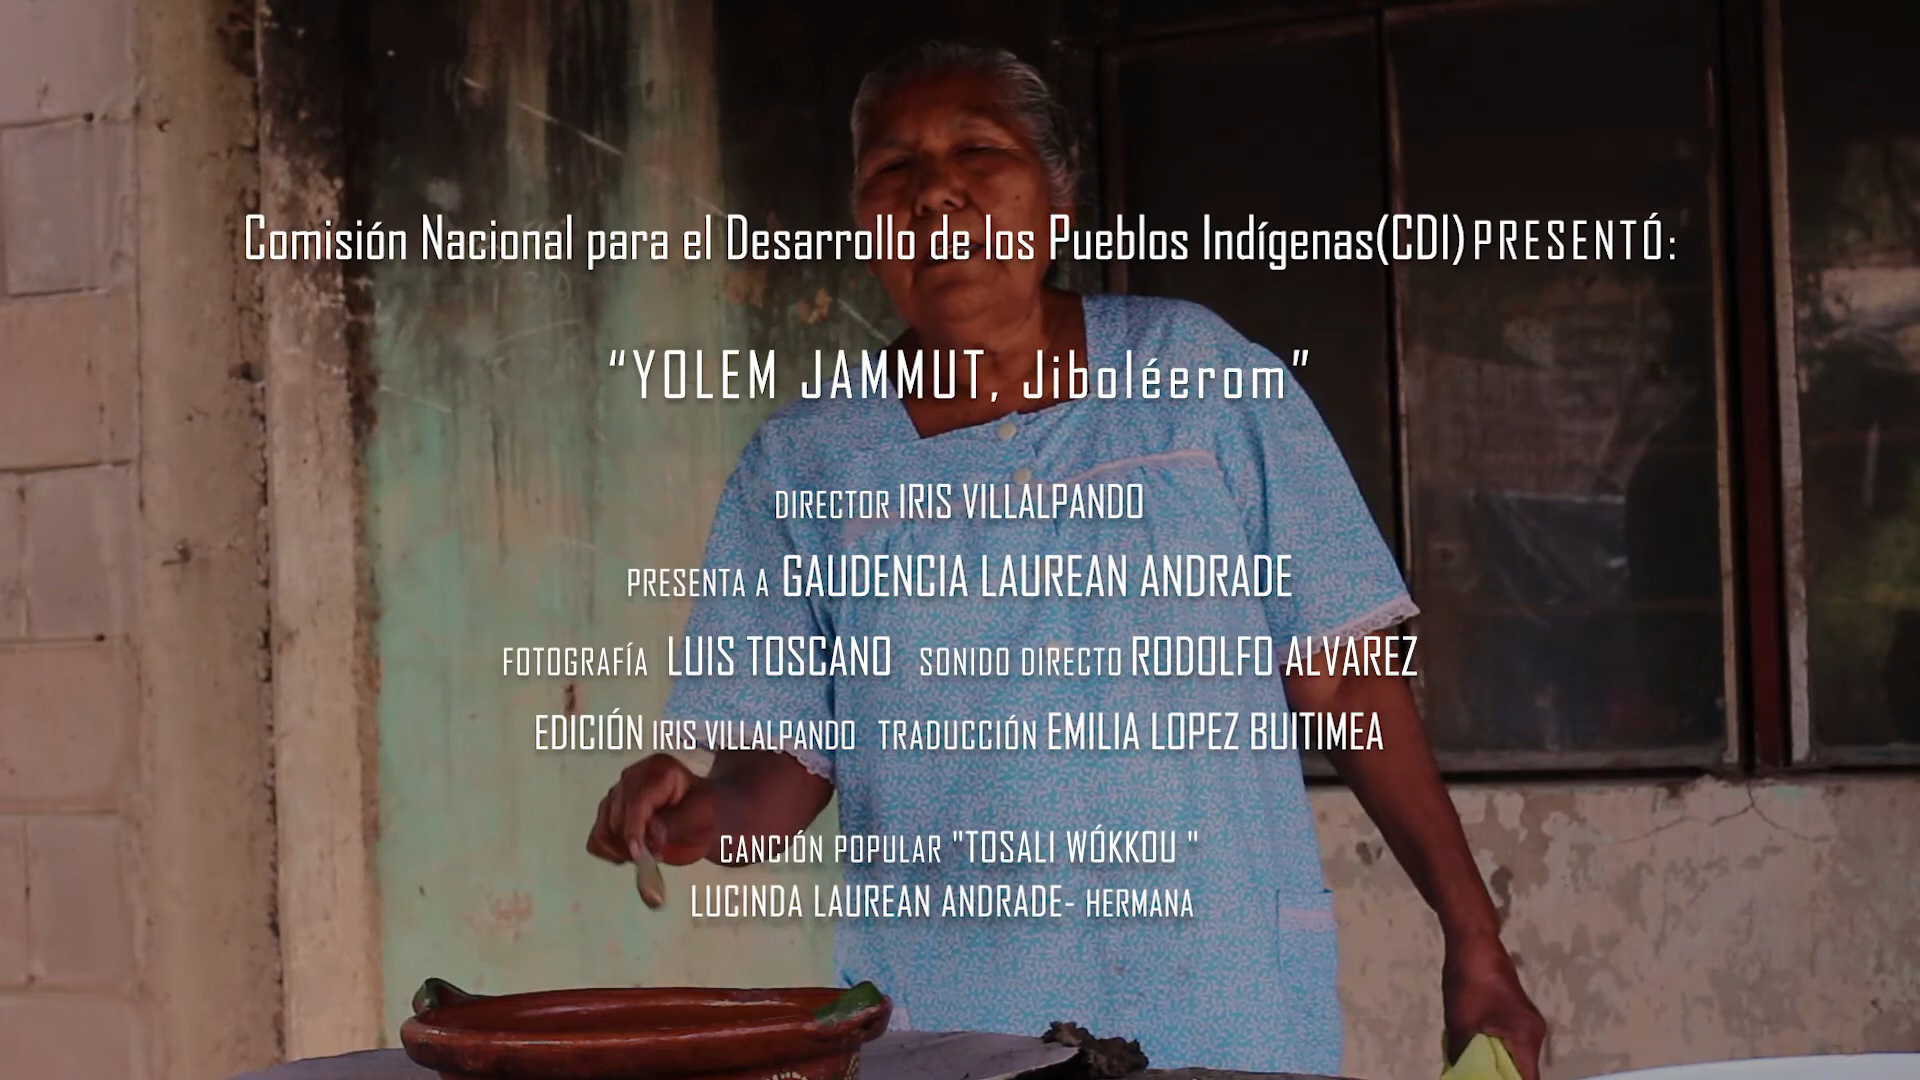 Comisión Nacional para el Desarrollo de los Pueblos Indígenas(CDI) PRESENTÓ:
“YOLEM JAMMUT, Jiboléerom”
DIRECTOR IRIS VILLALPANDO
PRESENTA A GAUDENCIA LAUREAN ANDRADE
FOTOGRAFÍA LUIS TOSCANO SONIDO DIRECTO RODOLFO ALVAREZ
EDICIÓN IRIS VILLALPANDO TRADUCCIÓN EMILIA LOPEZ BUITIMEA
CANCIÓN POPULAR "TOSALI WÓKKOU "
LUCINDA LAUREAN ANDRADE- HERMANA